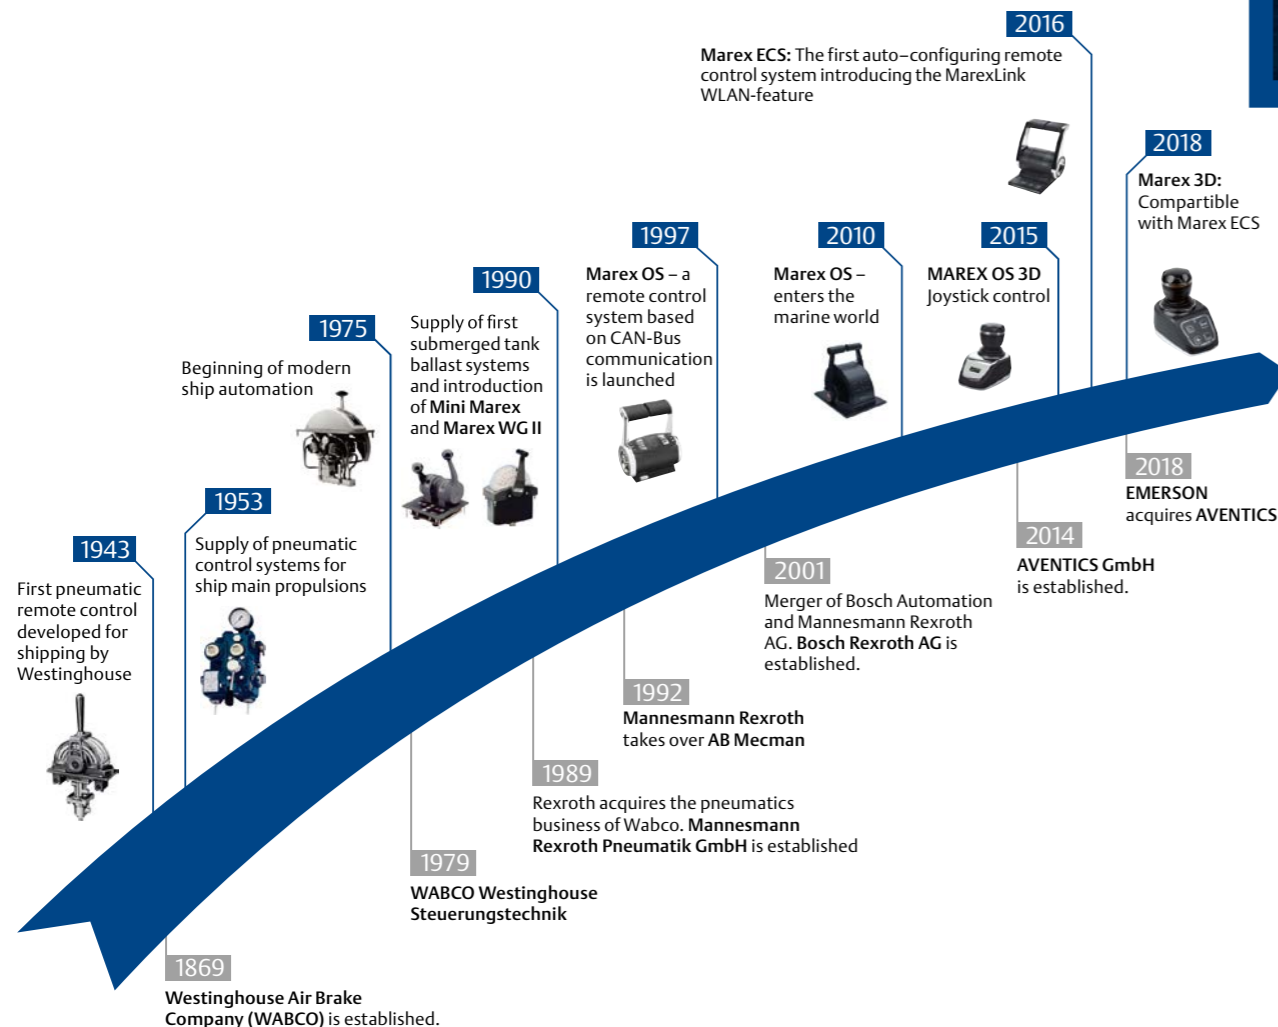 2016
Marex ECS: The first auto–configuring remote
control system introducing the MarexLink
WLAN-feature
2018
Marex 3D:
Compartible
with Marex ECS
1997
Marex OS – a
remote control
system based
on CAN-Bus
communication
is launched
2010
Marex OS –
enters the
marine world
2015
MAREX OS 3D
Joystick control
1990
Supply of first
submerged tank
ballast systems
and introduction
of Mini Marex
and Marex WG II
1975
Beginning of modern
ship automation
1953
Supply of pneumatic
control systems for
ship main propulsions
1943
First pneumatic
remote control
developed for
shipping by
Westinghouse
2018
EMERSON
acquires AVENTICS
2014
AVENTICS GmbH
is established.
2001
Merger of Bosch Automation
and Mannesmann Rexroth
AG. Bosch Rexroth AG is
established.
1992
Mannesmann Rexroth
takes over AB Mecman
1989
Rexroth acquires the pneumatics
business of Wabco. Mannesmann
Rexroth Pneumatik GmbH is established
1979
WABCO Westinghouse
Steuerungstechnik
1869
Westinghouse Air Brake
Company (WABCO) is established.